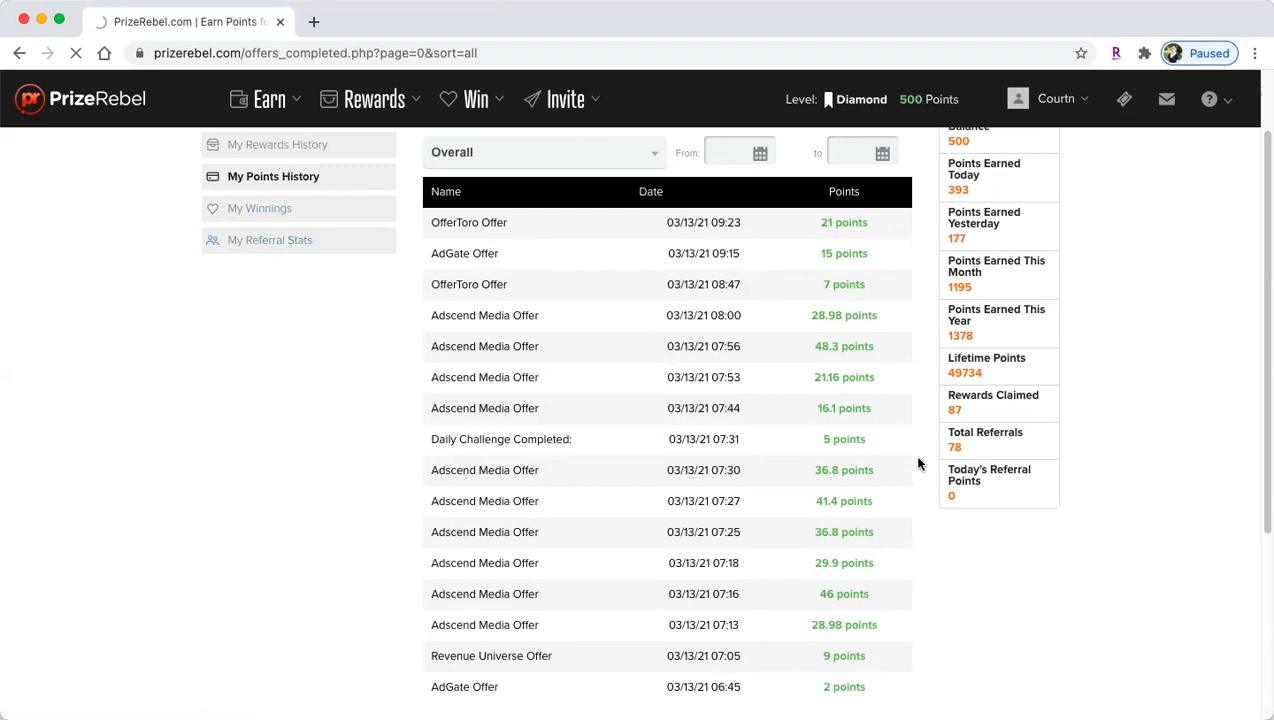 PrizeRebel.com | Earn Points fo
prizerebel.com/offers_completed.php?page=0&sort=all
R
Paused
pr PrizeRebel
Earn
Rewards
Win
Invite
Level: Diamond 500 Points
Courtn
?
My Rewards History
My Points History
My Winnings
My Referral Stats
Overall
From:
to
Name Date Points
OfferToro Offer 03/13/21 09:23 21 points
AdGate Offer 03/13/21 09:15 15 points
OfferToro Offer 03/13/21 08:47 7 points
Adscend Media Offer 03/13/21 08:00 28.98 points
Adscend Media Offer 03/13/21 07:56 48.3 points
Adscend Media Offer 03/13/21 07:53 21.16 points
Adscend Media Offer 03/13/21 07:44 16.1 points
Daily Challenge Completed: 03/13/21 07:31 5 points
Adscend Media Offer 03/13/21 07:30 36.8 points
Adscend Media Offer 03/13/21 07:27 41.4 points
Adscend Media Offer 03/13/21 07:25 36.8 points
Adscend Media Offer 03/13/21 07:18 29.9 points
Adscend Media Offer 03/13/21 07:16 46 points
Adscend Media Offer 03/13/21 07:13 28.98 points
Revenue Universe Offer 03/13/21 07:05 9 points
AdGate Offer 03/13/21 06:45 2 points
Balance
500
Points Earned
Today
393
Points Earned
Yesterday
177
Points Earned This
Month
1195
Points Earned This
Year
1378
Lifetime Points
49734
Rewards Claimed
87
Total Referrals
78
Today's Referral
Points
0